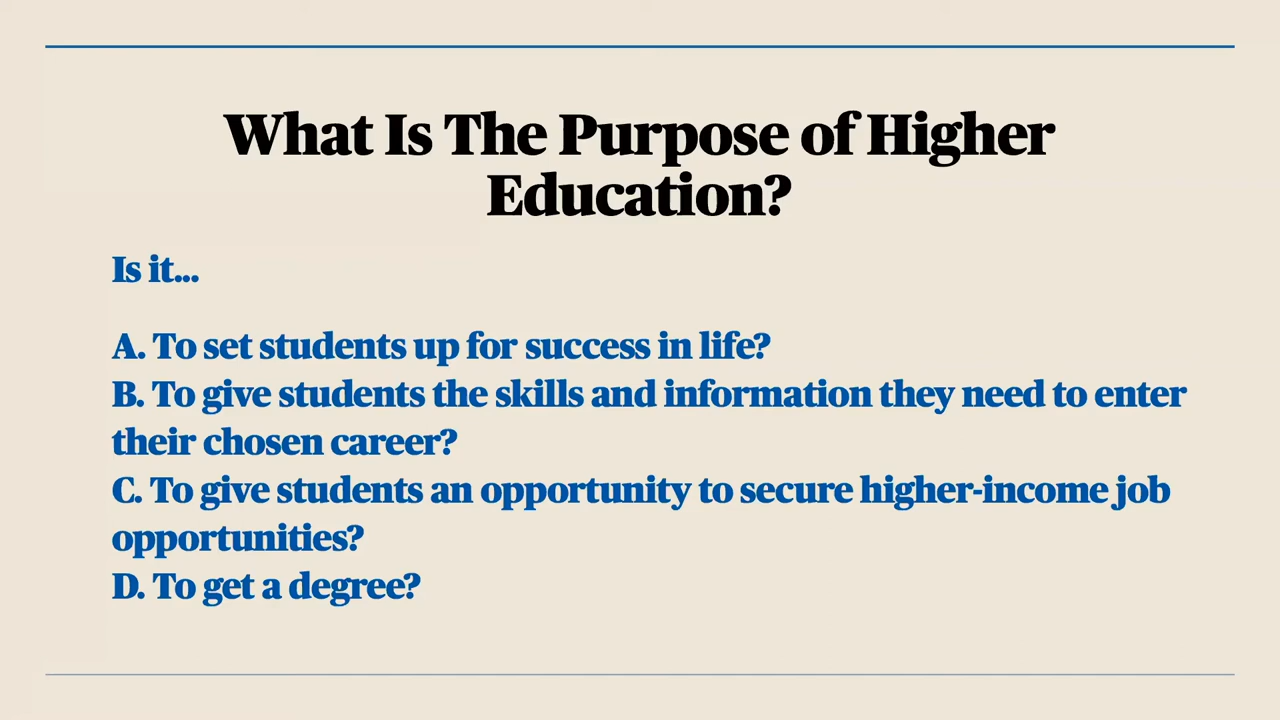 What Is The Purpose of Higher
Education?
Is it...
A. To set students up for success in life?
B. To give students the skills and information they need to enter
their chosen career?
C. To give students an opportunity to secure higher-income job
opportunities?
D. To get a degree?